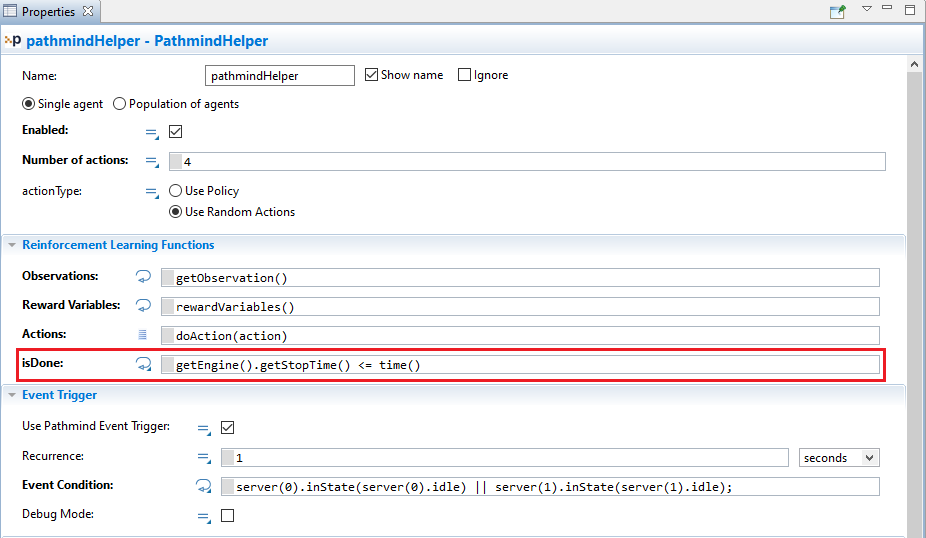 Properties
p pathmindHelper - PathmindHelper
Name: pathmindHelper Show name Ignore
Single agent Population of agents
Enabled:
Number of actions: 4
actionType: Use Policy
Use Random Actions
Reinforcement Learning Functions
Observations: getObservation()
Reward Variables: rewardVariables()
Actions: doAction(action)
isDone: getEngine().getStopTime() <= time()
Event Trigger
Use Pathmind Event Trigger:
Recurrence: 1 seconds
Event Condition: server(0).inState(server(0).idle) || server(1).inState(server(1).idle);
Debug Mode: